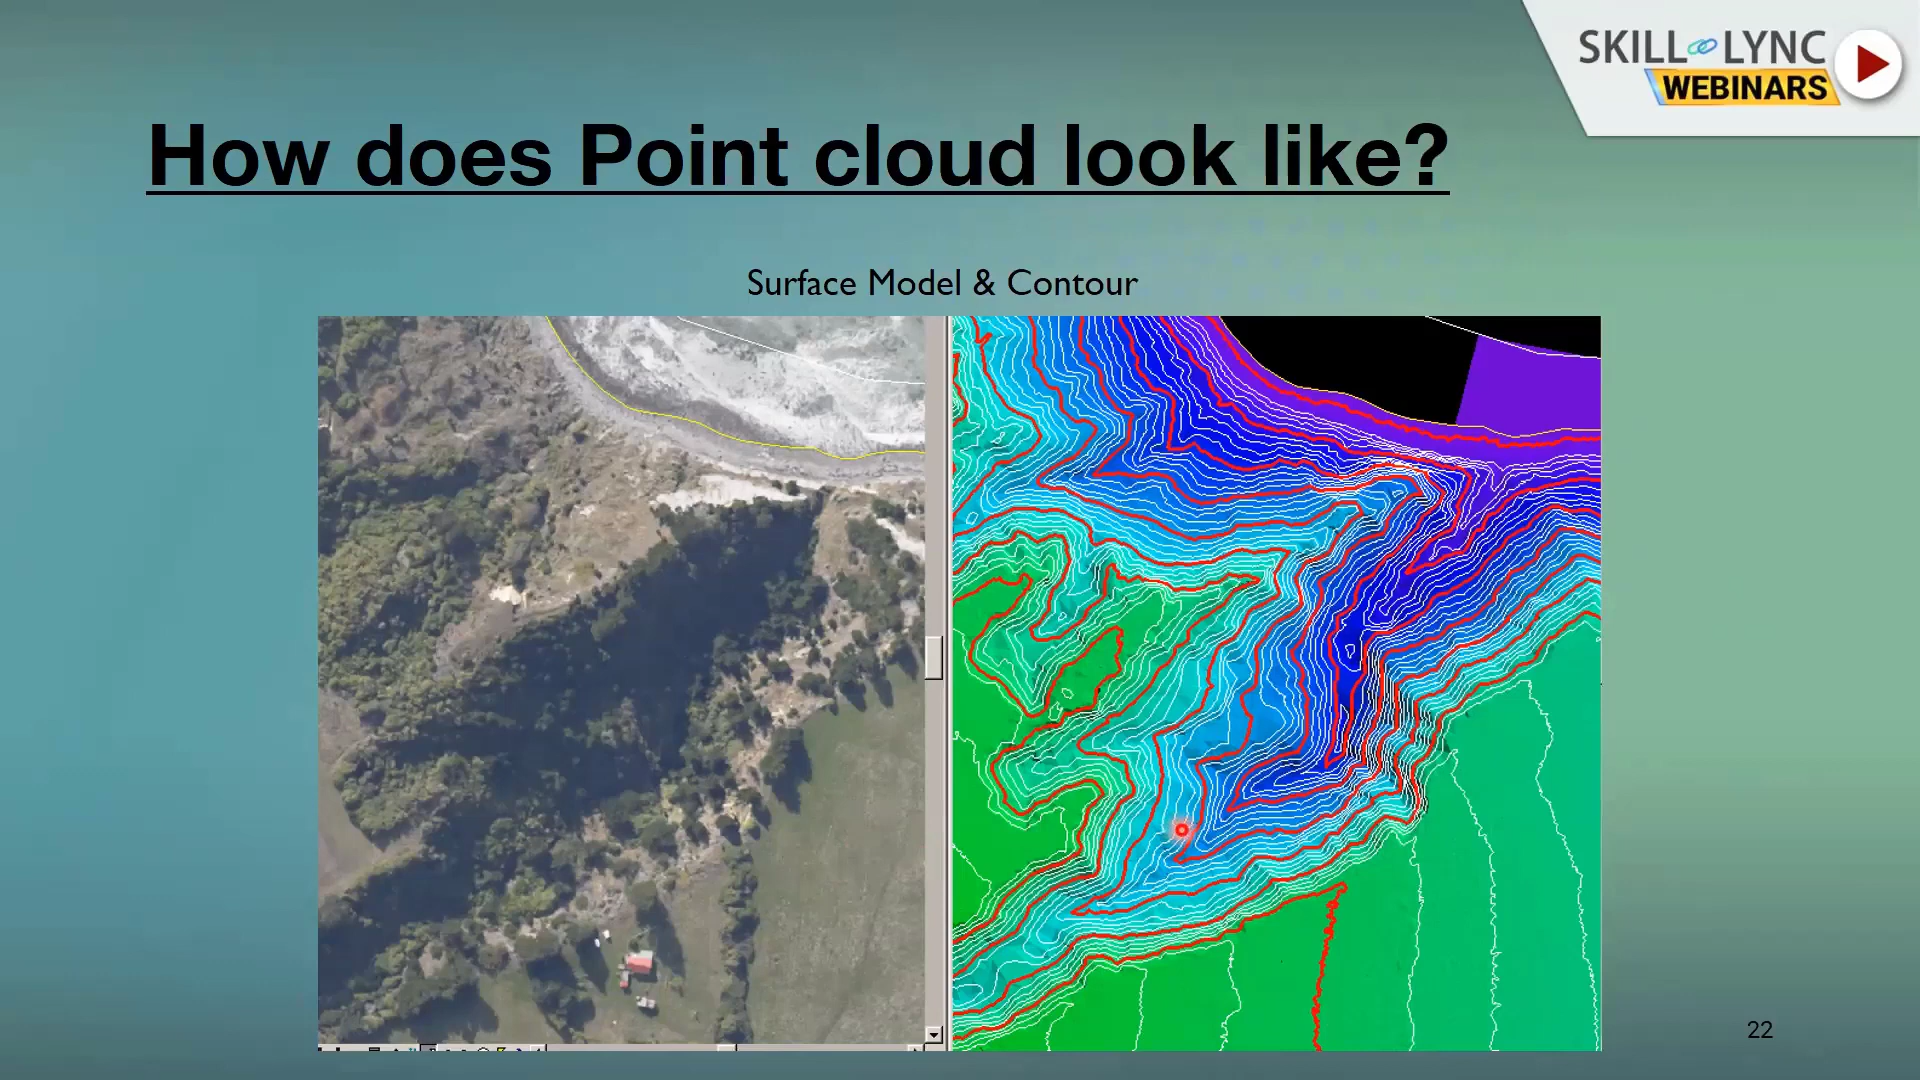 SKILL LYNC
WEBINARS
How does Point cloud look like?
Surface Model & Contour
22